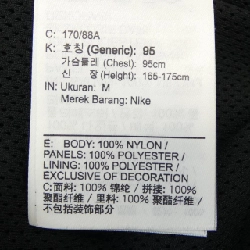 C: 170/88A
K: 호칭 (Generic): 95
가슴둘레 (Chest): 95cm
신 장 (Height): 165-175cm
IN: Ukuran: M
Merek Barang: Nike
E: BODY: 100% NYLON /
PANELS: 100% POLYESTER /
LINING: 100% POLYESTER /
EXCLUSIVE OF DECORATION
C: 面料: 100% 锦纶 / 拼接: 100%
聚酯纤维 / 里料: 100% 聚酯纤维 /
不包括装饰部分